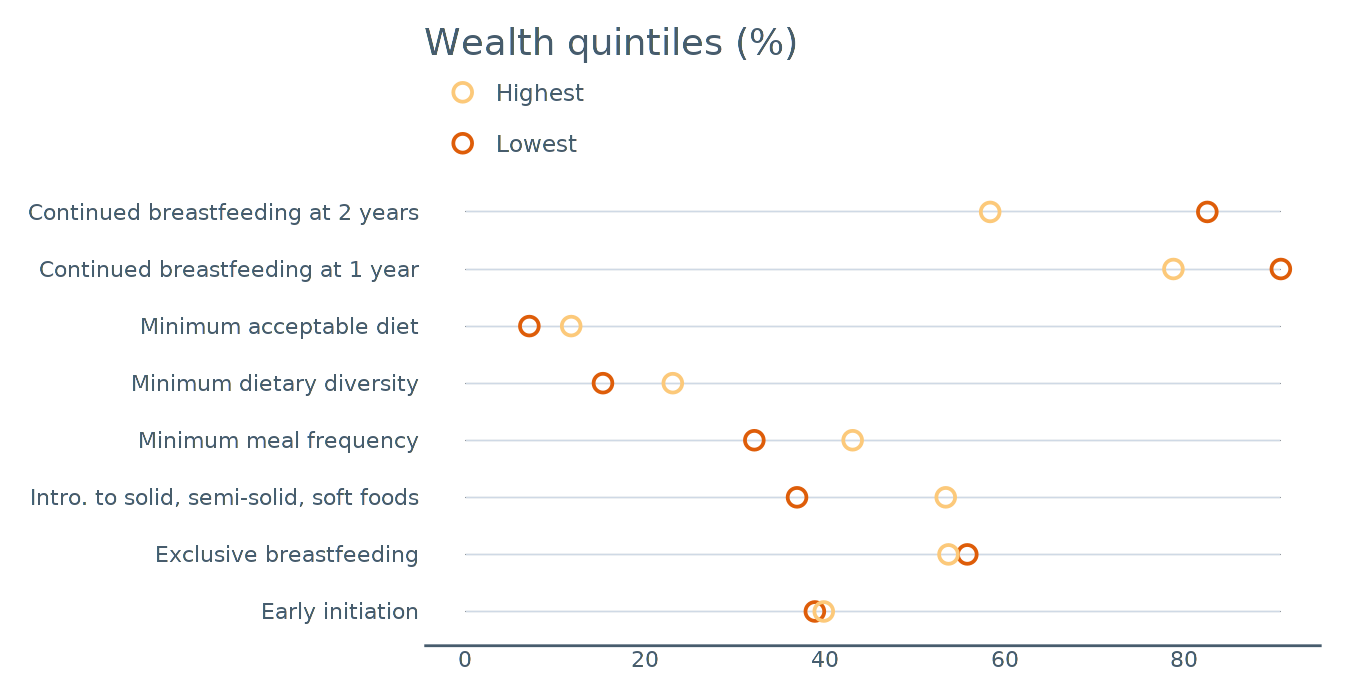 Wealth quintiles (%)
Highest
Lowest
Continued breastfeeding at 2 years
Continued breastfeeding at 1 year
Minimum acceptable diet
Minimum dietary diversity
Minimum meal frequency
Intro. to solid, semi-solid, soft foods
Exclusive breastfeeding
Early initiation
0 20 40 60 80